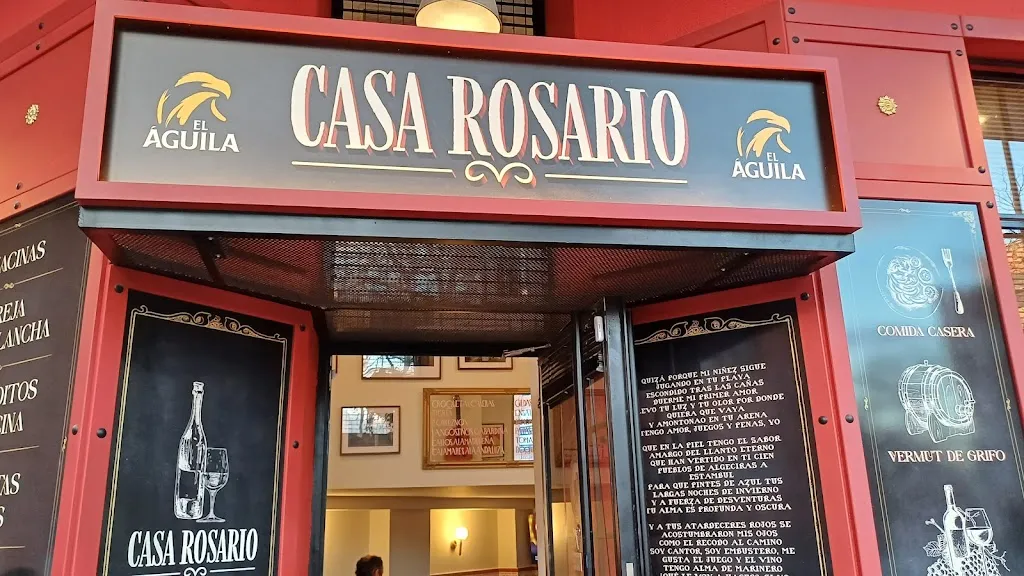 CASA ROSARIO
EL
ÁGUILA
EL
ÁGUILA
ACINAS
REJA
LANCHA
DITOS
CINA
TAS
S
CASA ROSARIO
QUIZÁ PORQUE MI NIÑEZ SIGUE
JUGANDO EN TU PLAYA
ESCONDIDO TRAS LAS CAÑAS
DUERME MI PRIMER AMOR
LEVO TU LUZ Y TU OLOR POR DONDE
QUIERA QUE VAYA
Y AMONTONAO EN TU ARENA
TENGO AMOR, JUEGOS Y PENAS, YO
QUE EN LA PIEL TENGO EL SABOR
AMARGO DEL LLANTO ETERNO
QUE HAN VERTIDO EN TI CIEN
PUEBLOS DE ALGECIRAS A
ESTAMBUL
PARA QUE PINTES DE AZUL TUS
LARGAS NOCHES DE INVIERNO
Y A FUERZA DE DESVENTURAS
TU ALMA ES PROFUNDA Y OSCURA
Y A TUS ATARDECERES ROJOS SE
ACOSTUMBRARON MIS OJOS
COMO EL RECODO AL CAMINO
SOY CANTOR, SOY EMBUSTERO, ME
GUSTA EL JUEGO Y EL VINO
TENGO ALMA DE MARINERO
COMIDA CASERA
VERMUT DE GRIFO